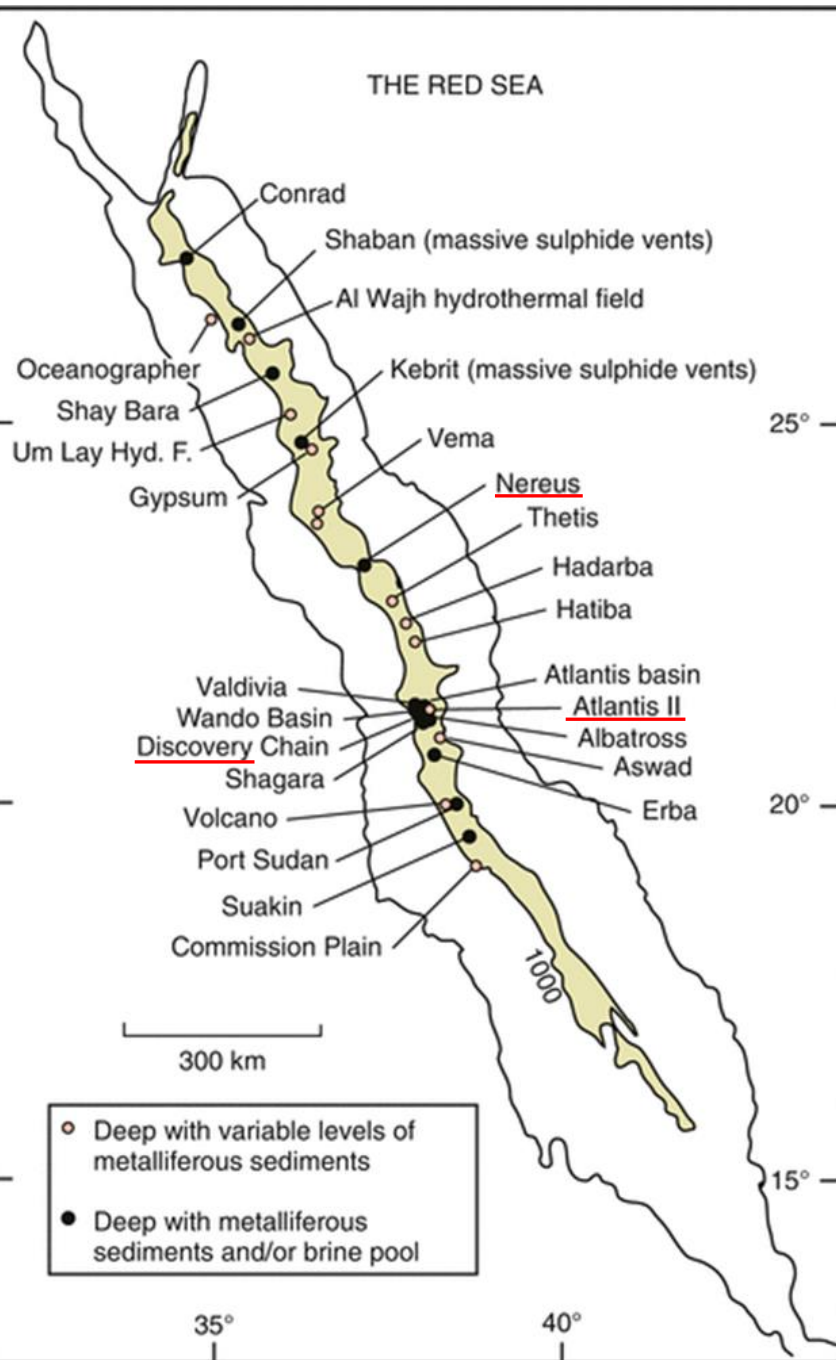 THE RED SEA
Conrad
Shaban (massive sulphide vents)
Al Wajh hydrothermal field
Oceanographer
Kebrit (massive sulphide vents)
Shay Bara
25°
Vema
Um Lay Hyd. F.
Nereus
Gypsum
Thetis
Hadarba
Hatiba
Atlantis basin
Valdivia
Atlantis II
Wando Basin
Albatross
Discovery Chain
Aswad
Shagara
20°
Erba
Volcano
Port Sudan
Suakin
Commission Plain
1000
300 km
Deep with variable levels of
metalliferous sediments
15°
Deep with metalliferous
sediments and/or brine pool
35°
40°